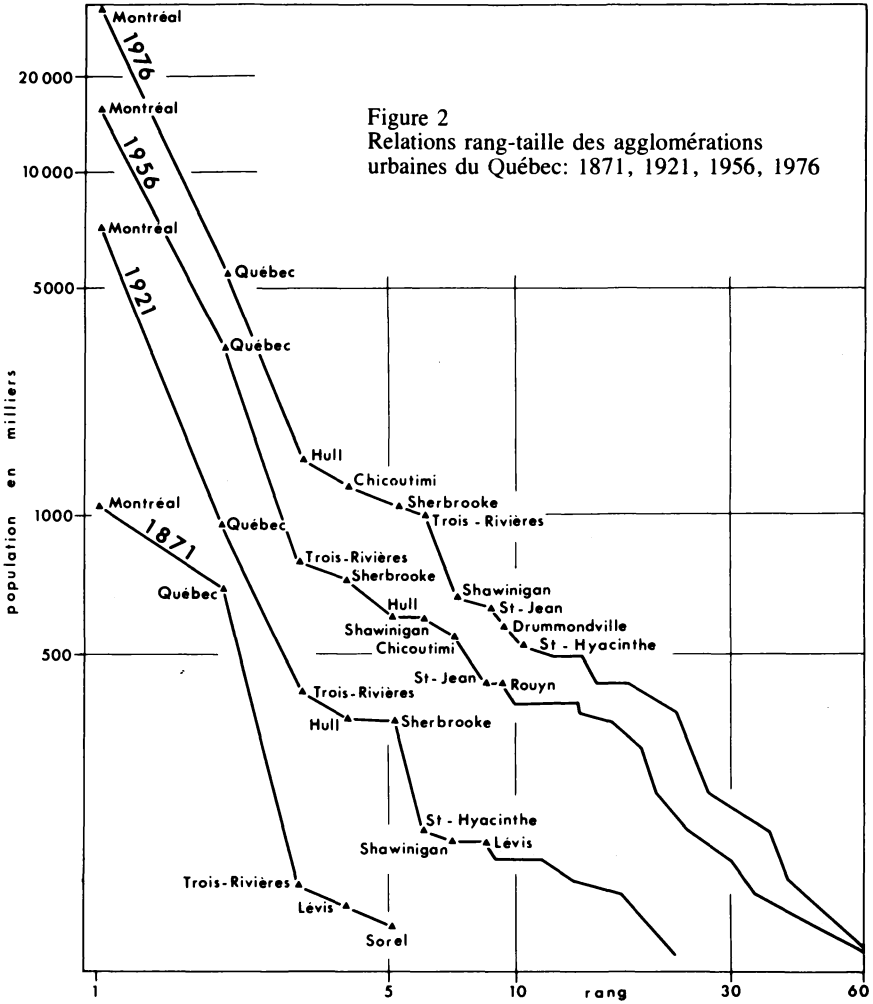 Figure 2
Relations rang-taille des agglomérations
urbaines du Québec: 1871, 1921, 1956, 1976
population en milliers
20 000
10 000
5000
1000
500
1976
Montréal
Québec
Hull
Chicoutimi
Sherbrooke
Trois-Rivières
Shawinigan
St-Jean
Drummondville
St-Hyacinthe
1956
Montréal
Québec
Trois-Rivières
Sherbrooke
Hull
Shawinigan
Chicoutimi
St-Jean
Rouyn
1921
Montréal
Québec
Trois-Rivières
Hull
Sherbrooke
St-Hyacinthe
Shawinigan
Lévis
1871
Montréal
Québec
Trois-Rivières
Lévis
Sorel
1
5
10
rang
30
60